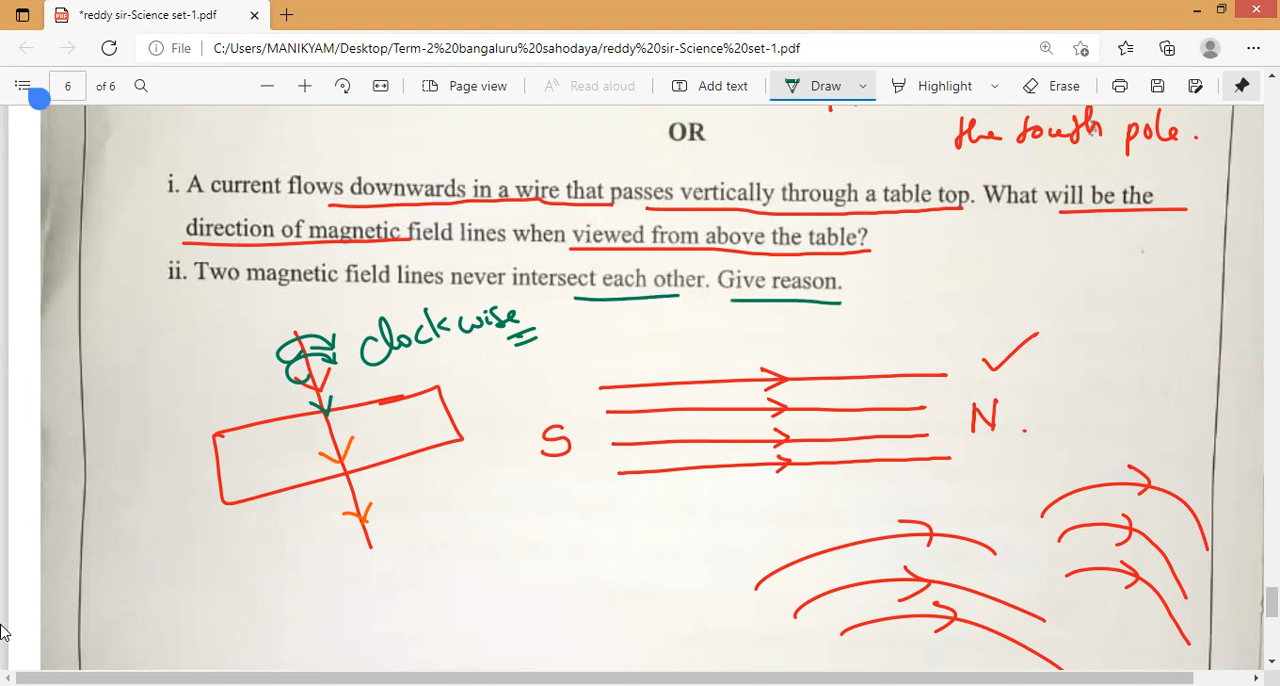 *reddy sir-Science set-1.pdf
File C:/Users/MANIKYAM/Desktop/Term-2%20bangaluru%20sahodaya/reddy%20sir-Science%20set-1.pdf
6 of 6 Page view Read aloud Add text Draw Highlight Erase
the south pole.
OR
i. A current flows downwards in a wire that passes vertically through a table top. What will be the
direction of magnetic field lines when viewed from above the table?
ii. Two magnetic field lines never intersect each other. Give reason.
clockwise
S N.